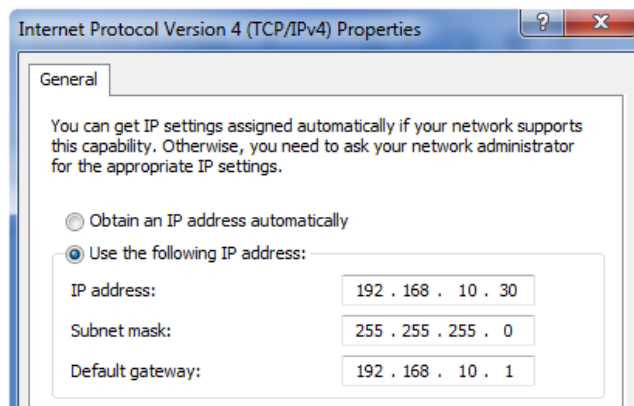 Internet Protocol Version 4 (TCP/IPv4) Properties
General
You can get IP settings assigned automatically if your network supports
this capability. Otherwise, you need to ask your network administrator
for the appropriate IP settings.
Obtain an IP address automatically
Use the following IP address:
IP address: 192 . 168 . 10 . 30
Subnet mask: 255 . 255 . 255 . 0
Default gateway: 192 . 168 . 10 . 1